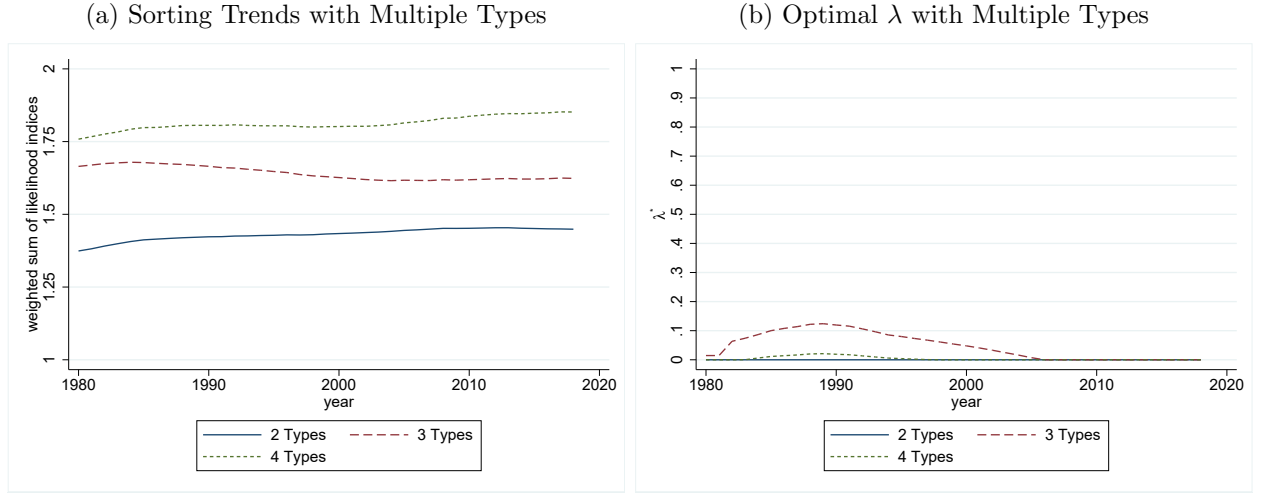 (a) Sorting Trends with Multiple Types
weighted sum of likelihood indices
2
1.75
1.5
1.25
1
1980 1990 2000 2010 2020
year
2 Types 3 Types
4 Types
(b) Optimal λ with Multiple Types
λ*
1
.9
.8
.7
.6
.5
.4
.3
.2
.1
0
1980 1990 2000 2010 2020
year
2 Types 3 Types
4 Types